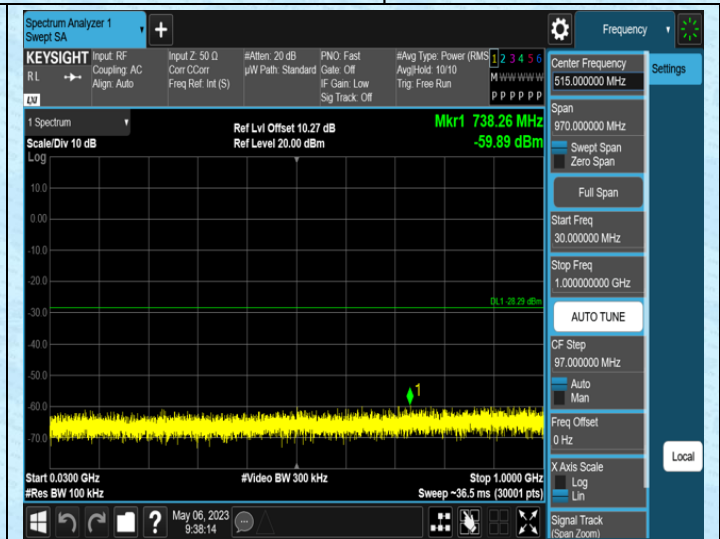 Spectrum Analyzer 1
Swept SA
+
Frequency
KEYSIGHT
RL
LXI
Input: RF
Coupling: AC
Align: Auto
Input Z: 50 Ω
Corr CCorr
Freq Ref: Int (S)
#Atten: 20 dB
µW Path: Standard
PNO: Fast
Gate: Off
IF Gain: Low
Sig Track: Off
#Avg Type: Power (RMS
Avg|Hold: 10/10
Trig: Free Run
1 2 3 4 5 6
M W W W W W
P P P P P P
1 Spectrum
Scale/Div 10 dB
Log
Ref Lvl Offset 10.27 dB
Ref Level 20.00 dBm
Mkr1 738.26 MHz
-59.89 dBm
10.0
0.00
-10.0
-20.0
-30.0
-40.0
-50.0
-60.0
-70.0
DL1 -28.29 dBm
1
Start 0.0300 GHz
#Res BW 100 kHz
#Video BW 300 kHz
Stop 1.0000 GHz
Sweep ~36.5 ms (30001 pts)
?
May 06, 2023
9:38:14
Center Frequency
515.000000 MHz
Span
970.000000 MHz
Swept Span
Zero Span
Full Span
Start Freq
30.000000 MHz
Stop Freq
1.000000000 GHz
AUTO TUNE
CF Step
97.000000 MHz
Auto
Man
Freq Offset
0 Hz
X Axis Scale
Log
Lin
Signal Track
(Span Zoom)
Settings
Local